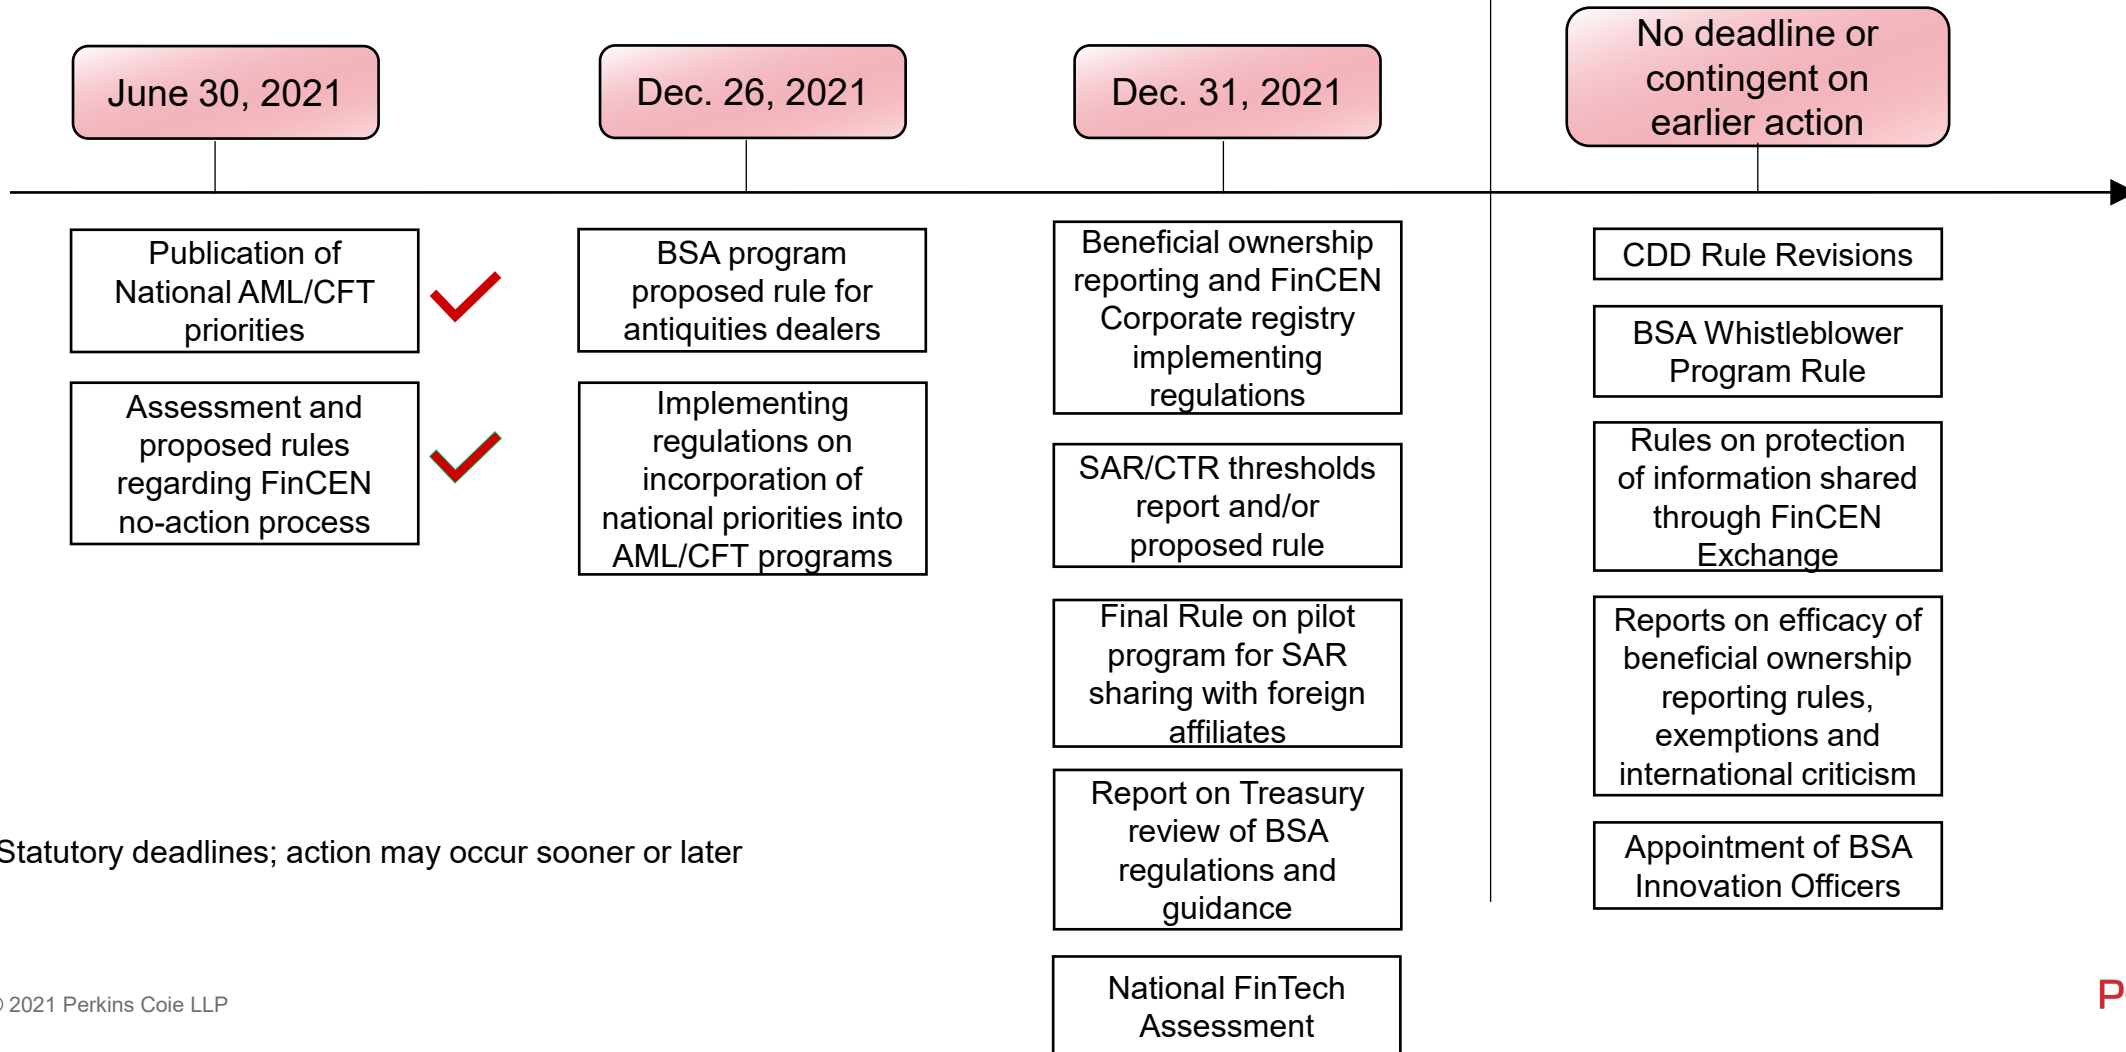 June 30, 2021
Dec. 26, 2021
Dec. 31, 2021
No deadline or
contingent on
earlier action
Publication of
National AML/CFT
priorities
Assessment and
proposed rules
regarding FinCEN
no-action process
BSA program
proposed rule for
antiquities dealers
Implementing
regulations on
incorporation of
national priorities into
AML/CFT programs
Beneficial ownership
reporting and FinCEN
Corporate registry
implementing
regulations
SAR/CTR thresholds
report and/or
proposed rule
Final Rule on pilot
program for SAR
sharing with foreign
affiliates
Report on Treasury
review of BSA
regulations and
guidance
National FinTech
Assessment
CDD Rule Revisions
BSA Whistleblower
Program Rule
Rules on protection
of information shared
through FinCEN
Exchange
Reports on efficacy of
beneficial ownership
reporting rules,
exemptions and
international criticism
Appointment of BSA
Innovation Officers
Statutory deadlines; action may occur sooner or later
© 2021 Perkins Coie LLP